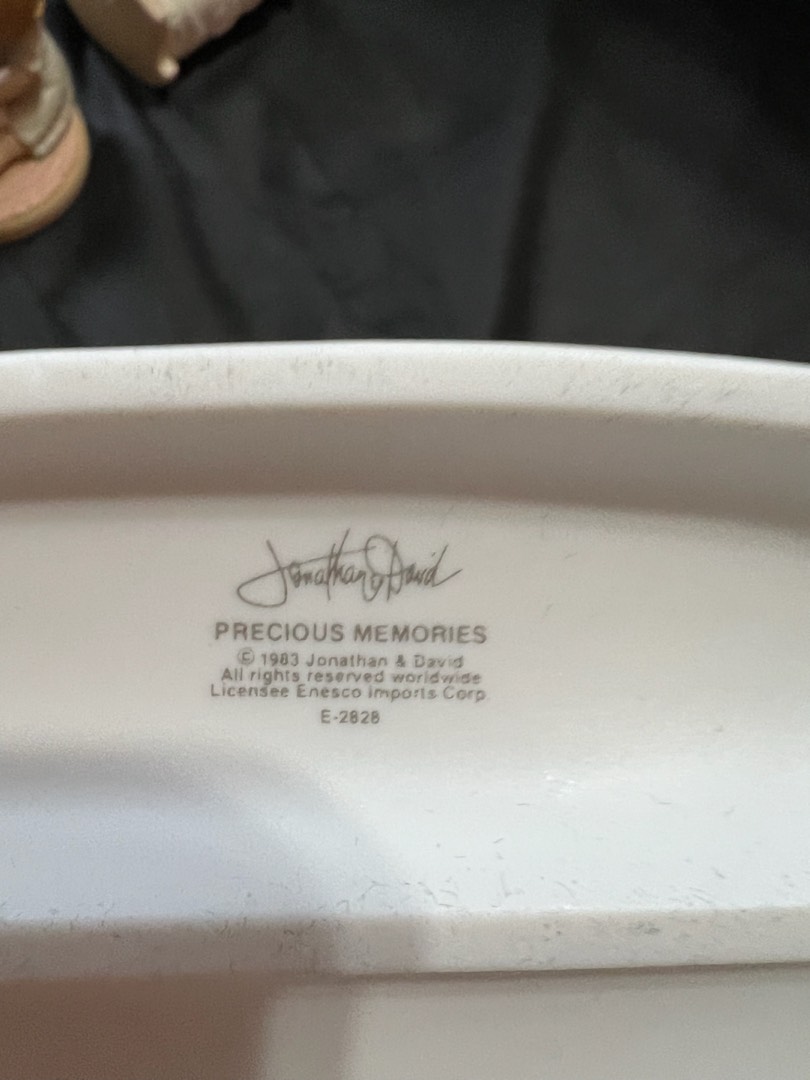 Jonathan & David
PRECIOUS MEMORIES
© 1983 Jonathan & David
All rights reserved worldwide
Licensee Enesco Imports Corp.
E-2828